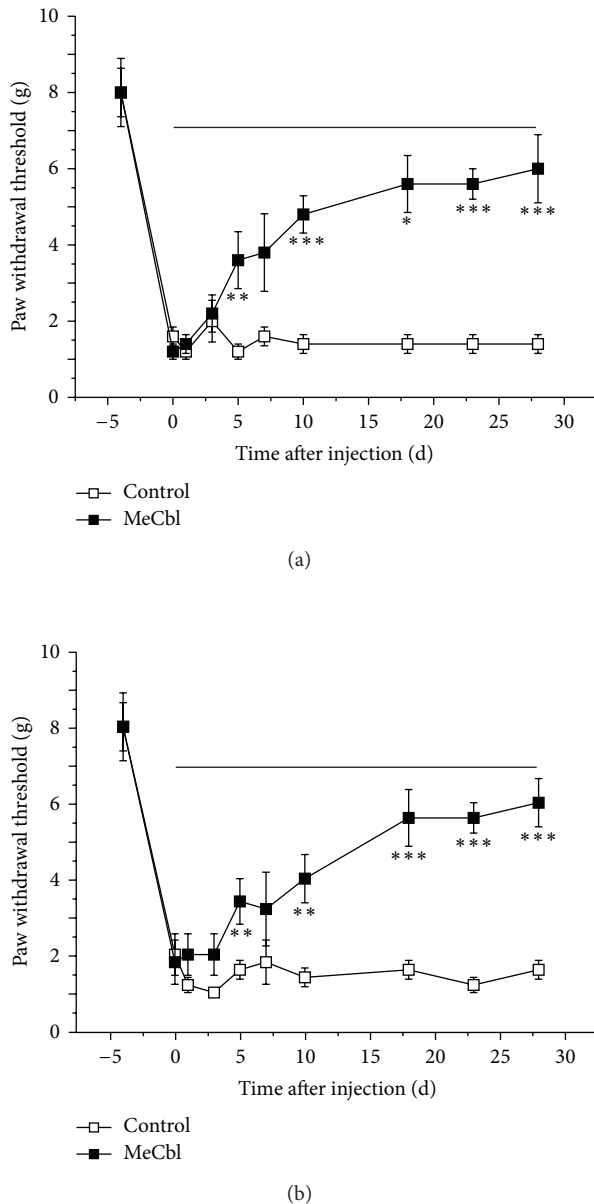 10
8
6
4
2
0
Paw withdrawal threshold (g)
**
***
*
***
***
−5 0 5 10 15 20 25 30
Time after injection (d)
Control
MeCbl
(a)
10
8
6
4
2
0
Paw withdrawal threshold (g)
**
**
***
***
***
−5 0 5 10 15 20 25 30
Time after injection (d)
Control
MeCbl
(b)